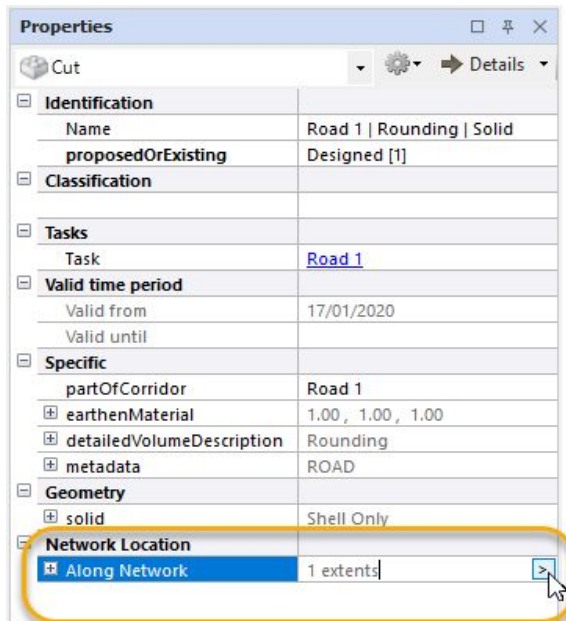 Properties
Cut Details
Identification
Name Road 1 | Rounding | Solid
proposedOrExisting Designed [1]
Classification
Tasks
Task Road 1
Valid time period
Valid from 17/01/2020
Valid until
Specific
partOfCorridor Road 1
earthenMaterial 1.00 , 1.00 , 1.00
detailedVolumeDescription Rounding
metadata ROAD
Geometry
solid Shell Only
Network Location
Along Network 1 extents >